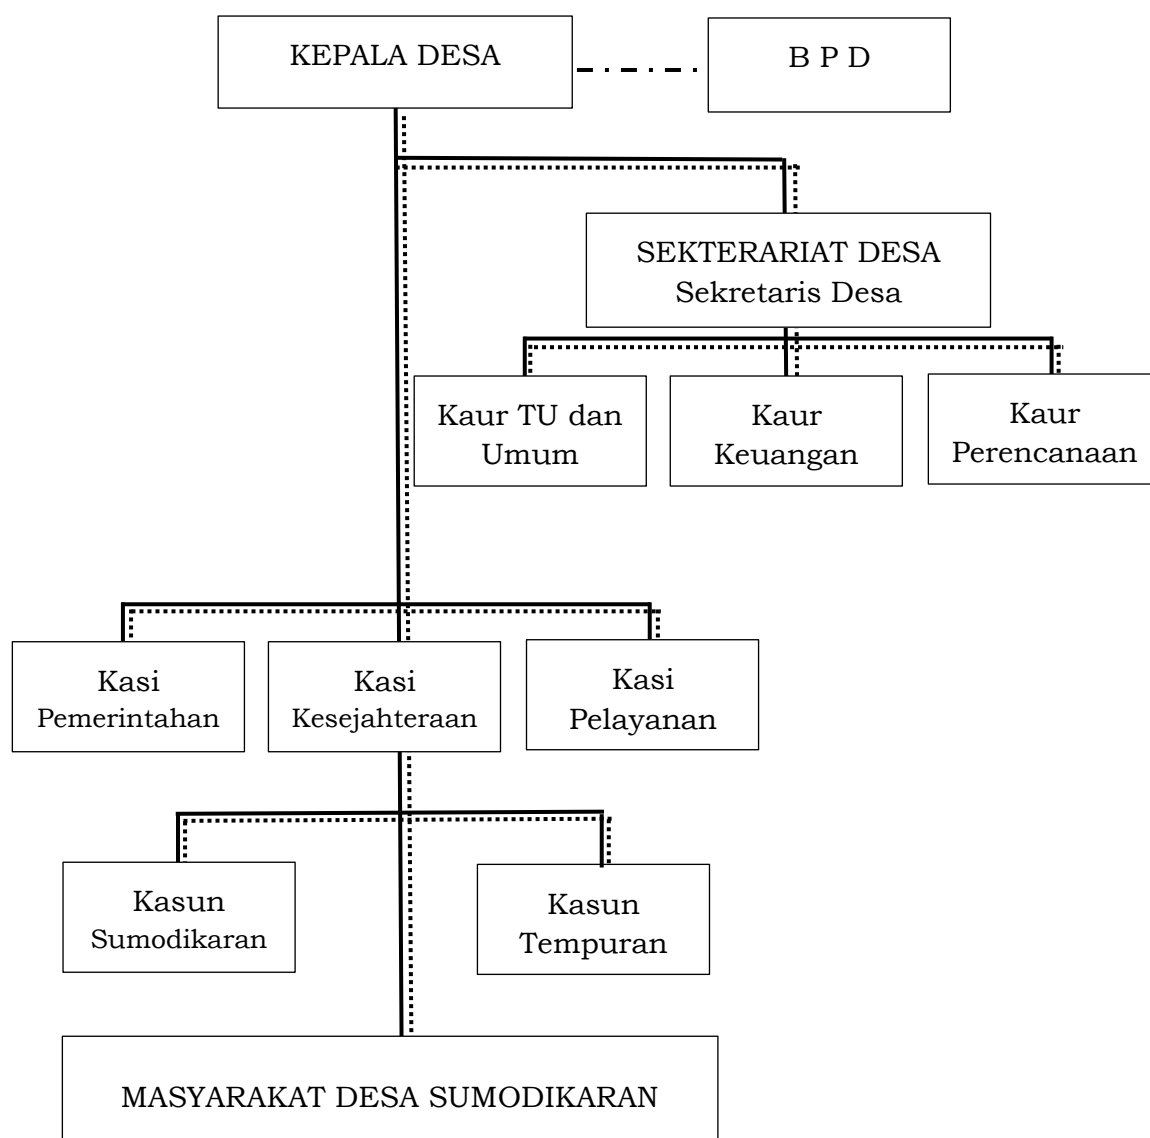 KEPALA DESA
B P D
SEKTERARIAT DESA
Sekretaris Desa
Kaur TU dan
Umum
Kaur
Keuangan
Kaur
Perencanaan
Kasi
Pemerintahan
Kasi
Kesejahteraan
Kasi
Pelayanan
Kasun
Sumodikaran
Kasun
Tempuran
MASYARAKAT DESA SUMODIKARAN